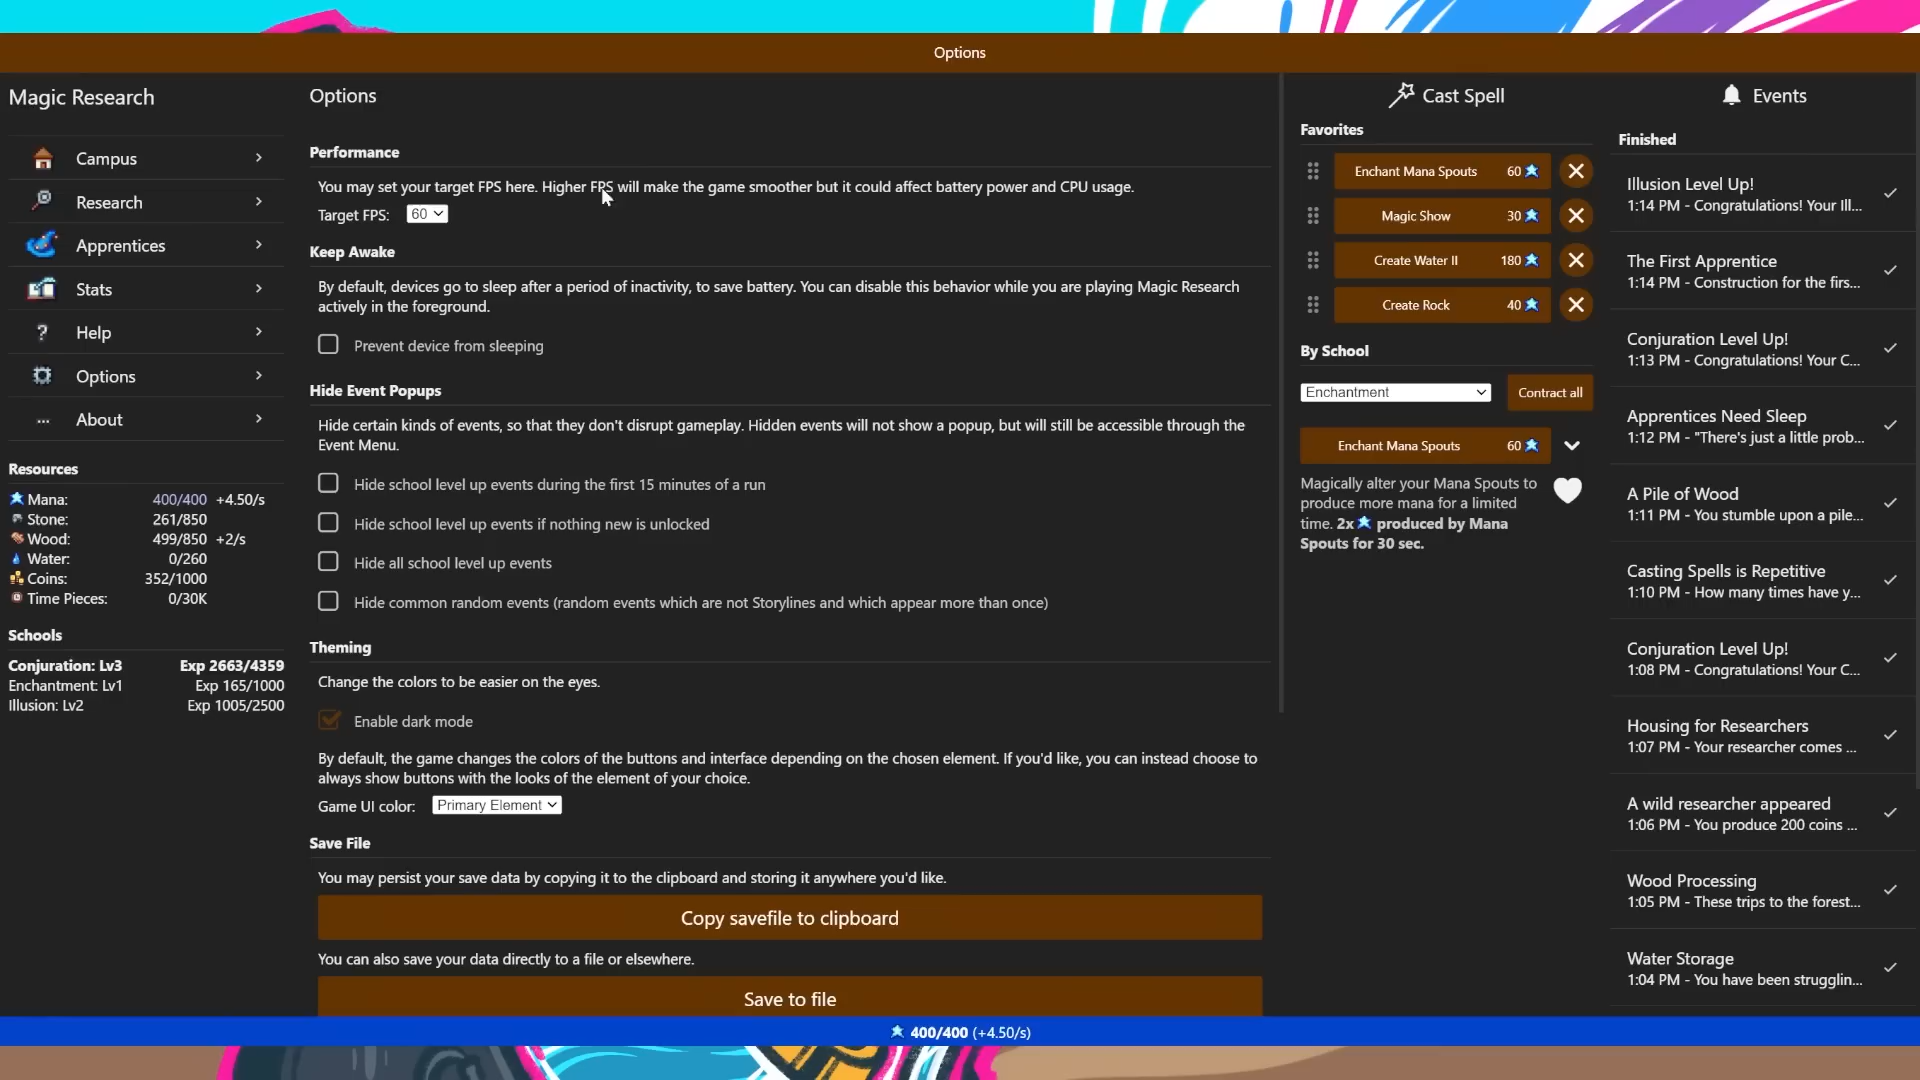 Options
Magic Research
Campus
Research
Apprentices
Stats
Help
Options
About
Resources
Mana: 400/400 +4.50/s
Stone: 261/850
Wood: 499/850 +2/s
Water: 0/260
Coins: 352/1000
Time Pieces: 0/30K
Schools
Conjuration: Lv3 Exp 2663/4359
Enchantment: Lv1 Exp 165/1000
Illusion: Lv2 Exp 1005/2500
Options
Performance
You may set your target FPS here. Higher FPS will make the game smoother but it could affect battery power and CPU usage.
Target FPS: 60
Keep Awake
By default, devices go to sleep after a period of inactivity, to save battery. You can disable this behavior while you are playing Magic Research
actively in the foreground.
Prevent device from sleeping
Hide Event Popups
Hide certain kinds of events, so that they don't disrupt gameplay. Hidden events will not show a popup, but will still be accessible through the
Event Menu.
Hide school level up events during the first 15 minutes of a run
Hide school level up events if nothing new is unlocked
Hide all school level up events
Hide common random events (random events which are not Storylines and which appear more than once)
Theming
Change the colors to be easier on the eyes.
Enable dark mode
By default, the game changes the colors of the buttons and interface depending on the chosen element. If you'd like, you can instead choose to
always show buttons with the looks of the element of your choice.
Game UI color: Primary Element
Save File
You may persist your save data by copying it to the clipboard and storing it anywhere you'd like.
Copy savefile to clipboard
You can also save your data directly to a file or elsewhere.
Save to file
Cast Spell
Favorites
Enchant Mana Spouts 60
Magic Show 30
Create Water II 180
Create Rock 40
By School
Enchantment Contract all
Enchant Mana Spouts 60
Magically alter your Mana Spouts to
produce more mana for a limited
time. 2x produced by Mana
Spouts for 30 sec.
Events
Finished
Illusion Level Up!
1:14 PM - Congratulations! Your Ill...
The First Apprentice
1:14 PM - Construction for the firs...
Conjuration Level Up!
1:13 PM - Congratulations! Your C...
Apprentices Need Sleep
1:12 PM - "There's just a little prob...
A Pile of Wood
1:11 PM - You stumble upon a pile...
Casting Spells is Repetitive
1:10 PM - How many times have y...
Conjuration Level Up!
1:08 PM - Congratulations! Your C...
Housing for Researchers
1:07 PM - Your researcher comes ...
A wild researcher appeared
1:06 PM - You produce 200 coins ...
Wood Processing
1:05 PM - These trips to the forest...
Water Storage
1:04 PM - You have been strugglin...
400/400 (+4.50/s)